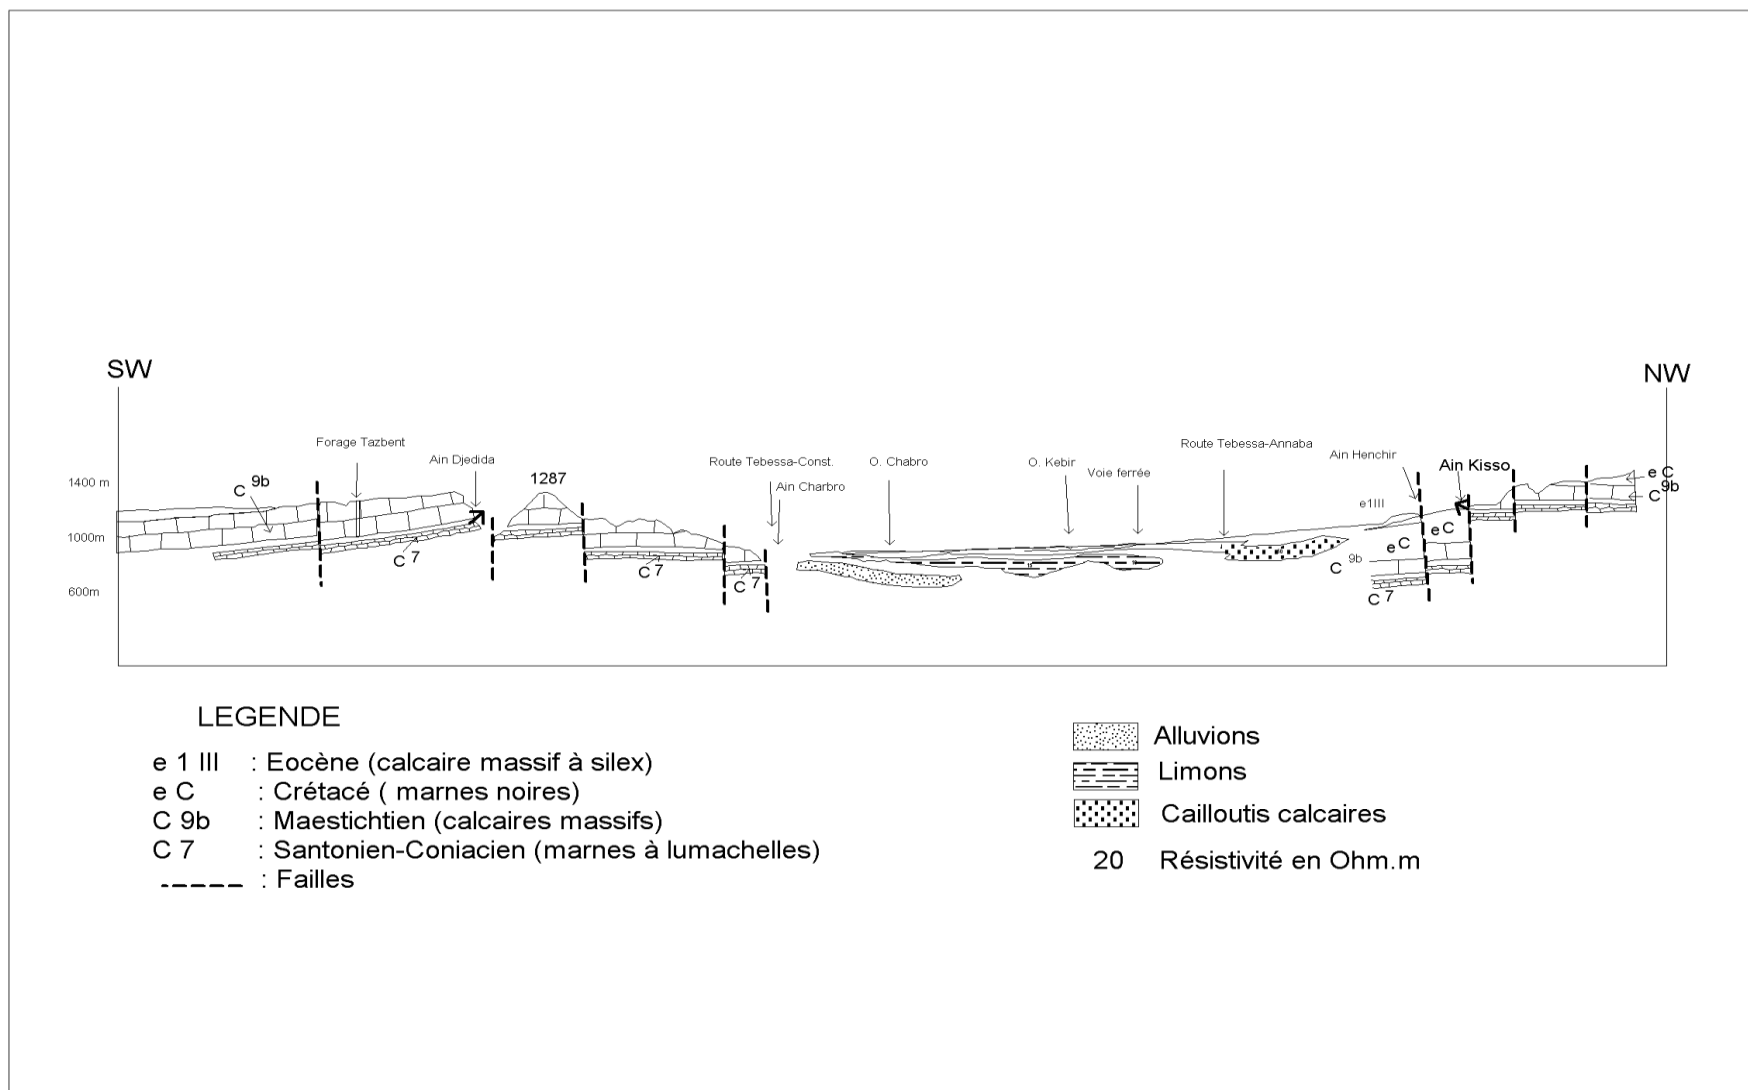 SW
NW
Forage Tazbent
Ain Djedida
1287
Route Tebessa-Const.
Ain Charbro
O. Chabro
O. Kebir
Voie ferrée
Route Tebessa-Annaba
Ain Henchir
Ain Kisso
1400 m
1000m
600m
C 9b
C 7
C 7
C 7
e1III
e C
e C
C 9b
C 7
e C
C 9b
LEGENDE
e 1 III : Eocène (calcaire massif à silex)
e C : Crétacé ( marnes noires)
C 9b : Maestichtien (calcaires massifs)
C 7 : Santonien-Coniacien (marnes à lumachelles)
: Failles
Alluvions
Limons
Cailloutis calcaires
20 Résistivité en Ohm.m